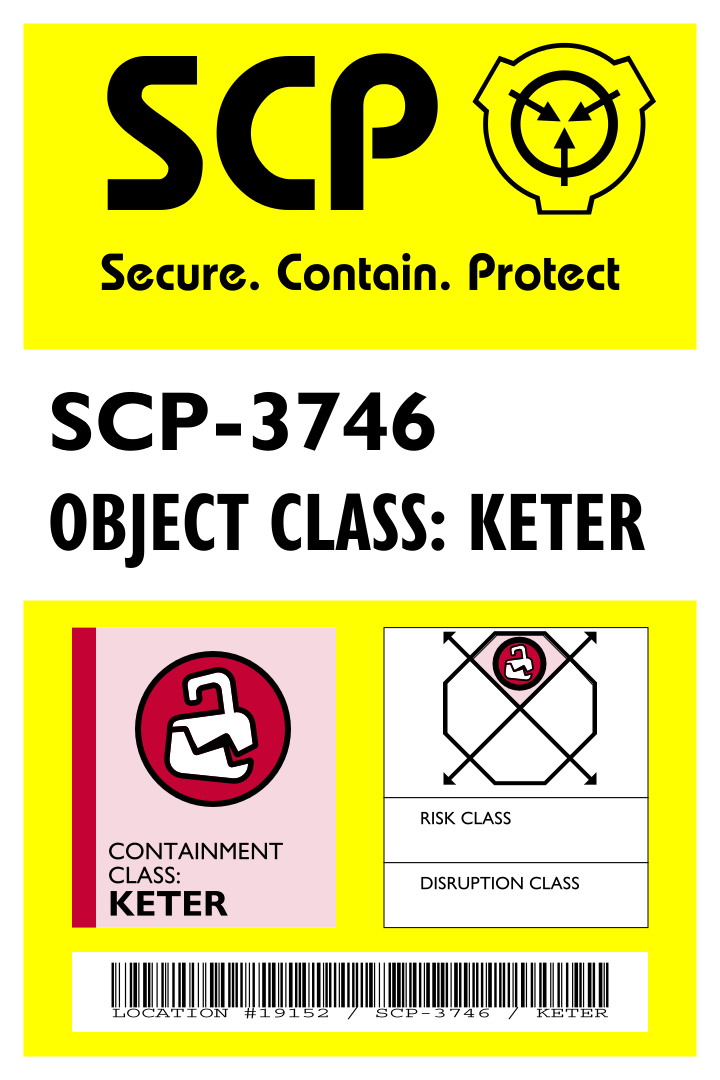 SCP
Secure. Contain. Protect
SCP-3746
OBJECT CLASS: KETER
CONTAINMENT
CLASS:
KETER
RISK CLASS
DISRUPTION CLASS
LOCATION #19152 / SCP-3746 / KETER